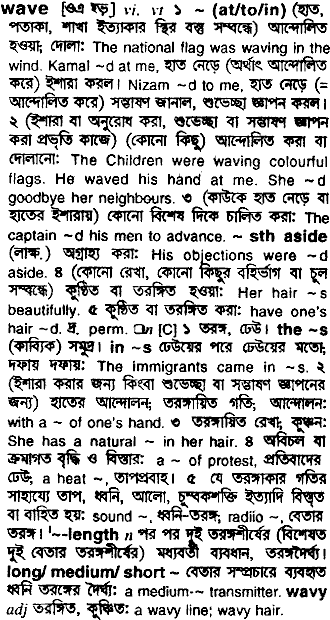 wave [ওএ ইভ্] vi, vt ১ ~ (at/to/in) (হাত,
পতাকা, শাখা ইত্যাকার স্থির বস্তু সম্বন্ধে) আন্দোলিত
হওয়া; দোলা: The national flag was waving in the
wind. Kamal ~d at me, হাত নেড়ে (অর্থাৎ আন্দোলিত
করে) ইশারা করল। Nizam ~d to me, হাত নেড়ে (=
আন্দোলিত করে) সম্ভাষণ জানাল, শুভেচ্ছা জ্ঞাপন করল।
২ (ইশারা বা অনুরোধ করা, শুভেচ্ছা বা সম্ভাষণ জ্ঞাপন
করা প্রভৃতি কাজে) (কোনো কিছু) আন্দোলিত করা বা
দোলানো: The Children were waving colourful
flags. He waved his hand at me. She ~d
goodbye her neighbours. ৩ (কাউকে হাত নেড়ে বা
হাতের ইশারায়) কোনো বিশেষ দিকে চালিত করা: The
captain ~d his men to advance. ~ sth aside
(লাক্ষ.) অগ্রাহ্য করা: His objections were ~d
aside. ৪ (কোনো রেখা, কোনো কিছুর বহির্ভাগ বা চুল
সম্বন্ধে) কুঞ্চিত বা তরঙ্গিত হওয়া: Her hair ~s
beautifully. ৫ কুঞ্চিত বা তরঙ্গিত করা: have one's
hair ~d. দ্র. perm. □n [C] ১ তরঙ্গ, ঢেউ। the ~s
(কাব্যিক) সমুদ্র। in ~s ঢেউয়ের পরে ঢেউয়ের মতো;
দফায় দফায়: The immigrants came in ~s. ২
(ইশারা করার জন্য কিংবা শুভেচ্ছা বা সম্ভাষণ জ্ঞাপনের
জন্য) হাতের আন্দোলন; তরঙ্গায়িত গতি; আন্দোলন:
with a ~ of one's hand. ৩ তরঙ্গায়িত রেখা; কুঞ্চন:
She has a natural ~ in her hair. ৪ অবিচল বা
ক্রমাগত বৃদ্ধি ও বিস্তার: a ~ of protest, প্রতিবাদের
ঢেউ; a heat ~, তাপপ্রবাহ। ৫ যে তরঙ্গাকার গতির
সাহায্যে তাপ, ধ্বনি, আলো, চুম্বকশক্তি ইত্যাদি বিস্তৃত
বা বাহিত হয়: sound ~, ধ্বনি-তরঙ্গ; radiio ~, বেতার
তরঙ্গ। '~-length n পর পর দুই তরঙ্গশীর্ষের (বিশেষত
দুই বেতার তরঙ্গশীর্ষের) মধ্যবর্তী ব্যবধান, তরঙ্গদৈর্ঘ্য।
long/ medium/ short ~ বেতার সম্প্রচারে ব্যবহৃত
ধ্বনি তরঙ্গের দৈর্ঘ্য: a medium-~ transmitter. wavy
adj তরঙ্গিত, কুঞ্চিত: a wavy line; wavy hair.